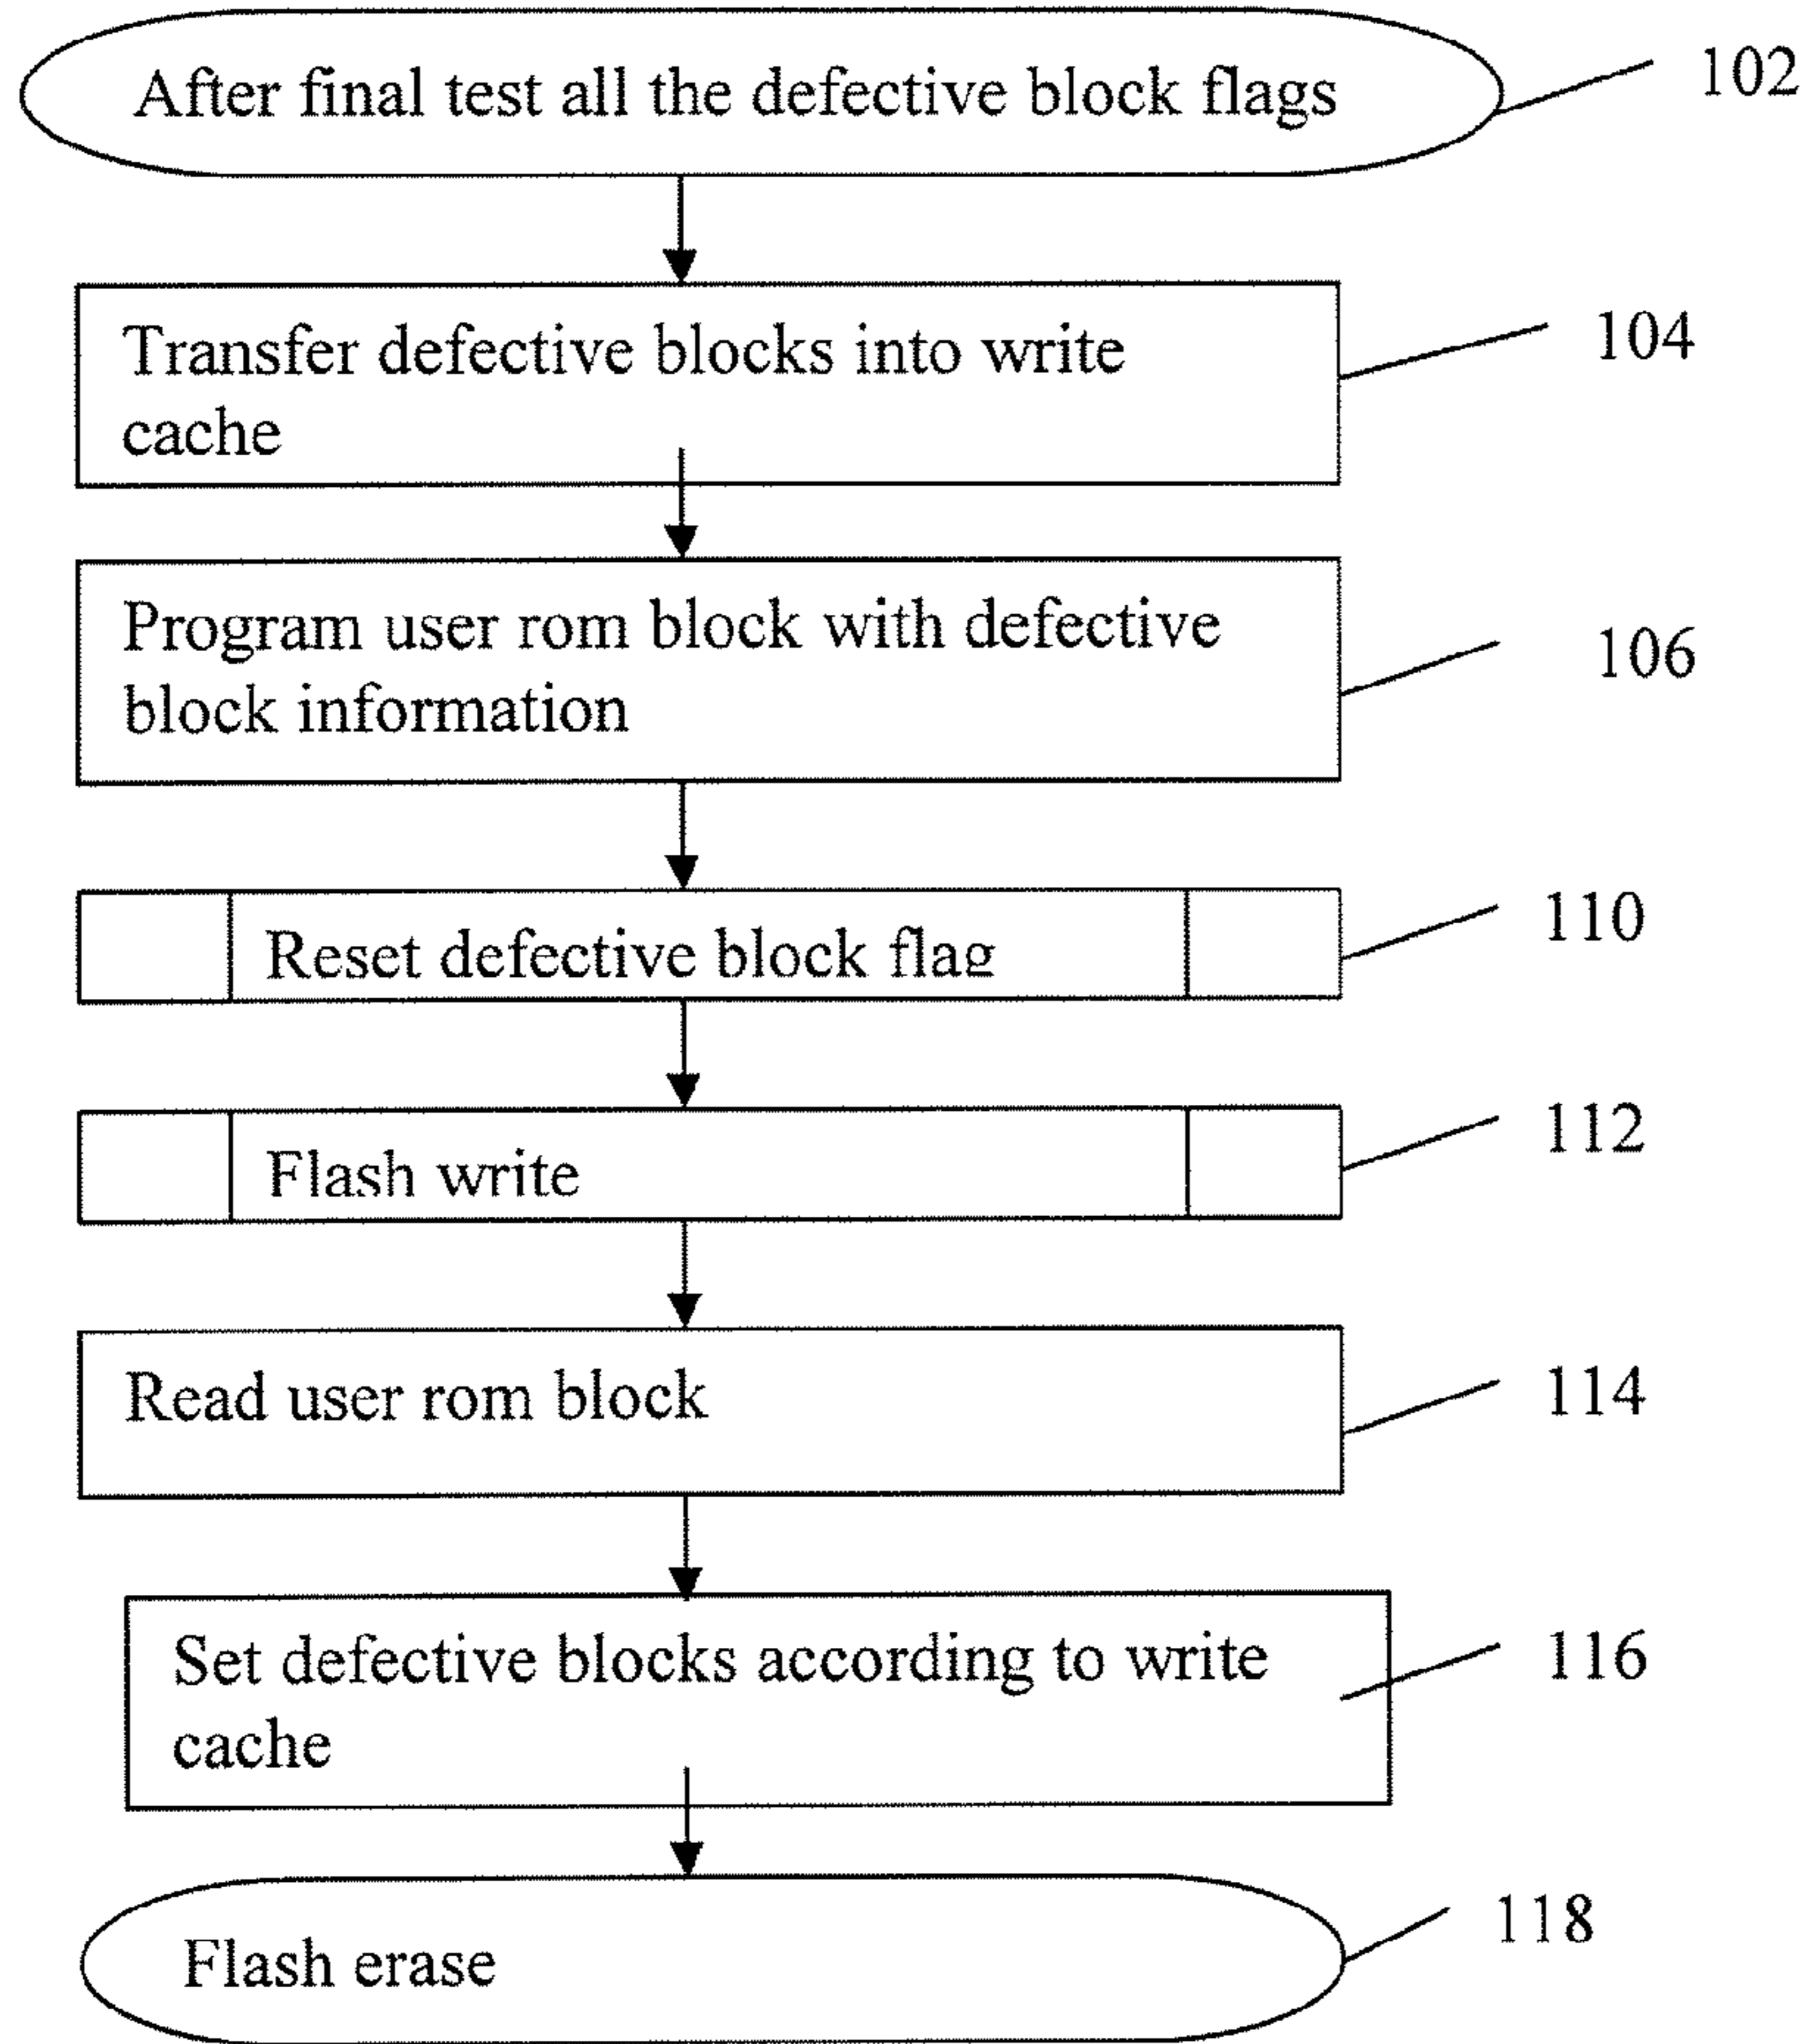 After final test all the defective block flags
102
Transfer defective blocks into write
cache
104
Program user rom block with defective
block information
106
Reset defective block flag
110
Flash write
112
Read user rom block
114
Set defective blocks according to write
cache
116
Flash erase
118